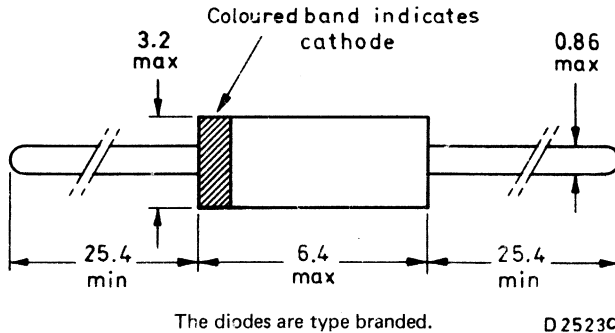 Coloured band indicates
cathode
3.2
max
0.86
max
25.4
min
6.4
max
25.4
min
The diodes are type branded.